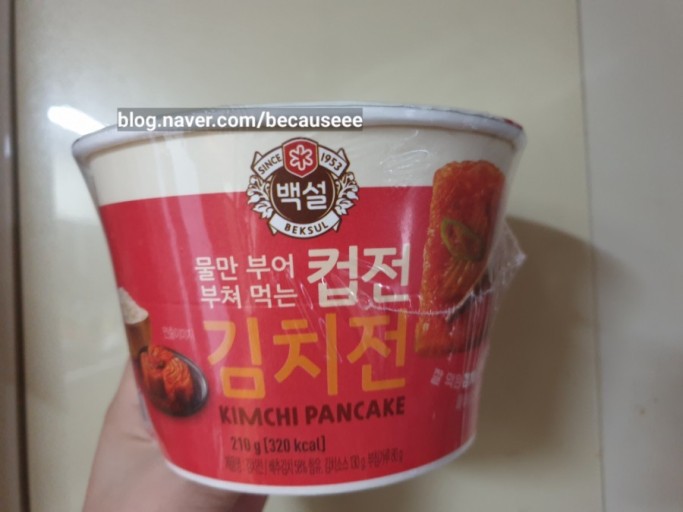 blog.naver.com/becauseee
SINCE 1953
백설
BEKSUL
물만 부어
부쳐 먹는
컵전
김치전
KIMCHI PANCAKE
210 g (320 kcal)